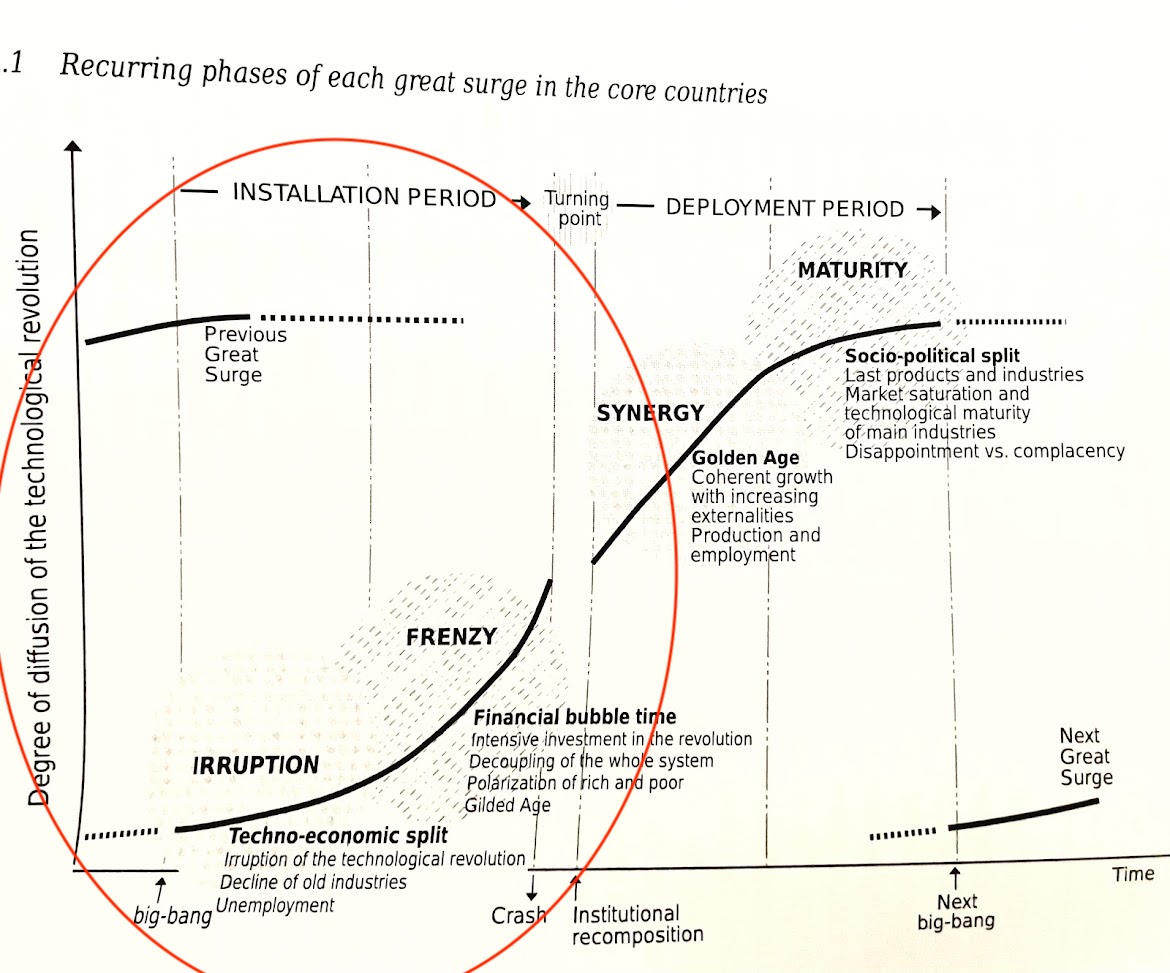 .1 Recurring phases of each great surge in the core countries
Degree of diffusion of the technological revolution
INSTALLATION PERIOD
Turning
point
DEPLOYMENT PERIOD
MATURITY
Previous
Great
Surge
Socio-political split
Last products and industries
Market saturation and
technological maturity
of main industries
Disappointment vs. complacency
SYNERGY
Golden Age
Coherent growth
with increasing
externalities
Production and
employment
FRENZY
Financial bubble time
Intensive investment in the revolution
Decoupling of the whole system
Polarization of rich and poor
Gilded Age
IRRUPTION
Techno-economic split
Irruption of the technological revolution
Decline of old industries
Unemployment
Next
Great
Surge
Time
big-bang
Crash
Institutional
recomposition
Next
big-bang